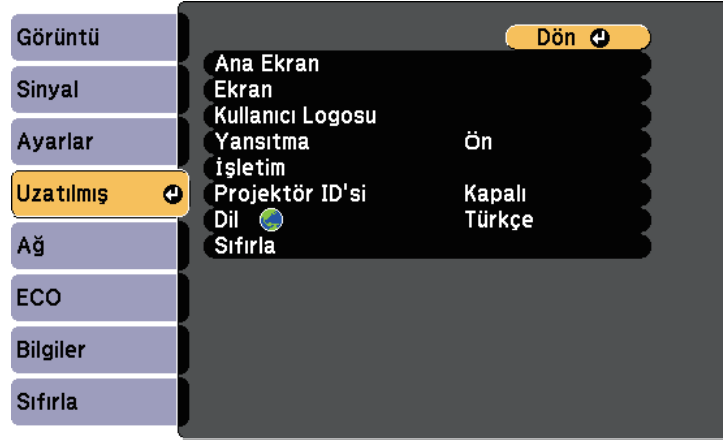 Görüntü
Sinyal
Ayarlar
Uzatılmış
Ağ
ECO
Bilgiler
Sıfırla
Dön
Ana Ekran
Ekran
Kullanıcı Logosu
Yansıtma Ön
İşletim
Projektör ID'si Kapalı
Dil Türkçe
Sıfırla